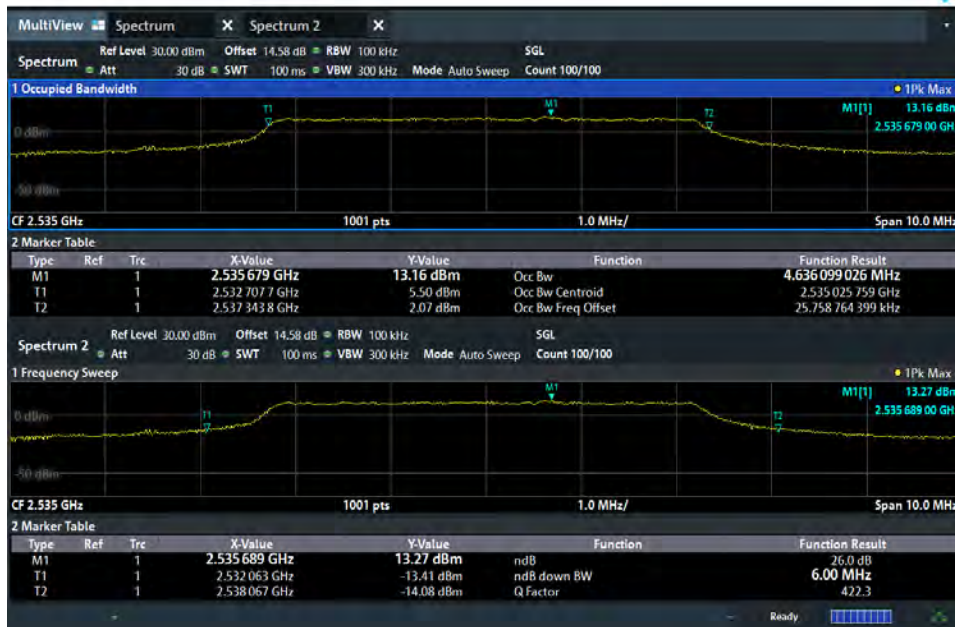 MultiView Spectrum X Spectrum 2 X
Ref Level 30.00 dBm Offset 14.58 dB RBW 100 kHz SGL
Spectrum
Att 30 dB SWT 100 ms VBW 300 kHz Mode Auto Sweep Count 100/100
1 Occupied Bandwidth 1Pk Max
T1 M1 T2 M1[1] 13.16 dBm
0 dBm 2.535 679 00 GH
-50 dBm
CF 2.535 GHz 1001 pts 1.0 MHz/ Span 10.0 MHz
2 Marker Table
Type Ref Trc X-Value Y-Value Function Function Result
M1 1 2.535 679 GHz 13.16 dBm Occ Bw 4.636 099 026 MHz
T1 1 2.532 707 7 GHz 5.50 dBm Occ Bw Centroid 2.535 025 759 GHz
T2 1 2.537 343 8 GHz 2.07 dBm Occ Bw Freq Offset 25.758 764 399 kHz
Ref Level 30.00 dBm Offset 14.58 dB RBW 100 kHz SGL
Spectrum 2
Att 30 dB SWT 100 ms VBW 300 kHz Mode Auto Sweep Count 100/100
1 Frequency Sweep 1Pk Max
M1 M1[1] 13.27 dBm
0 dBm T1 T2 2.535 689 00 GH
-50 dBm
CF 2.535 GHz 1001 pts 1.0 MHz/ Span 10.0 MHz
2 Marker Table
Type Ref Trc X-Value Y-Value Function Function Result
M1 1 2.535 689 GHz 13.27 dBm ndB 26.0 dB
T1 1 2.532 063 GHz -13.41 dBm ndB down BW 6.00 MHz
T2 1 2.538 067 GHz -14.08 dBm Q Factor 422.3
Ready